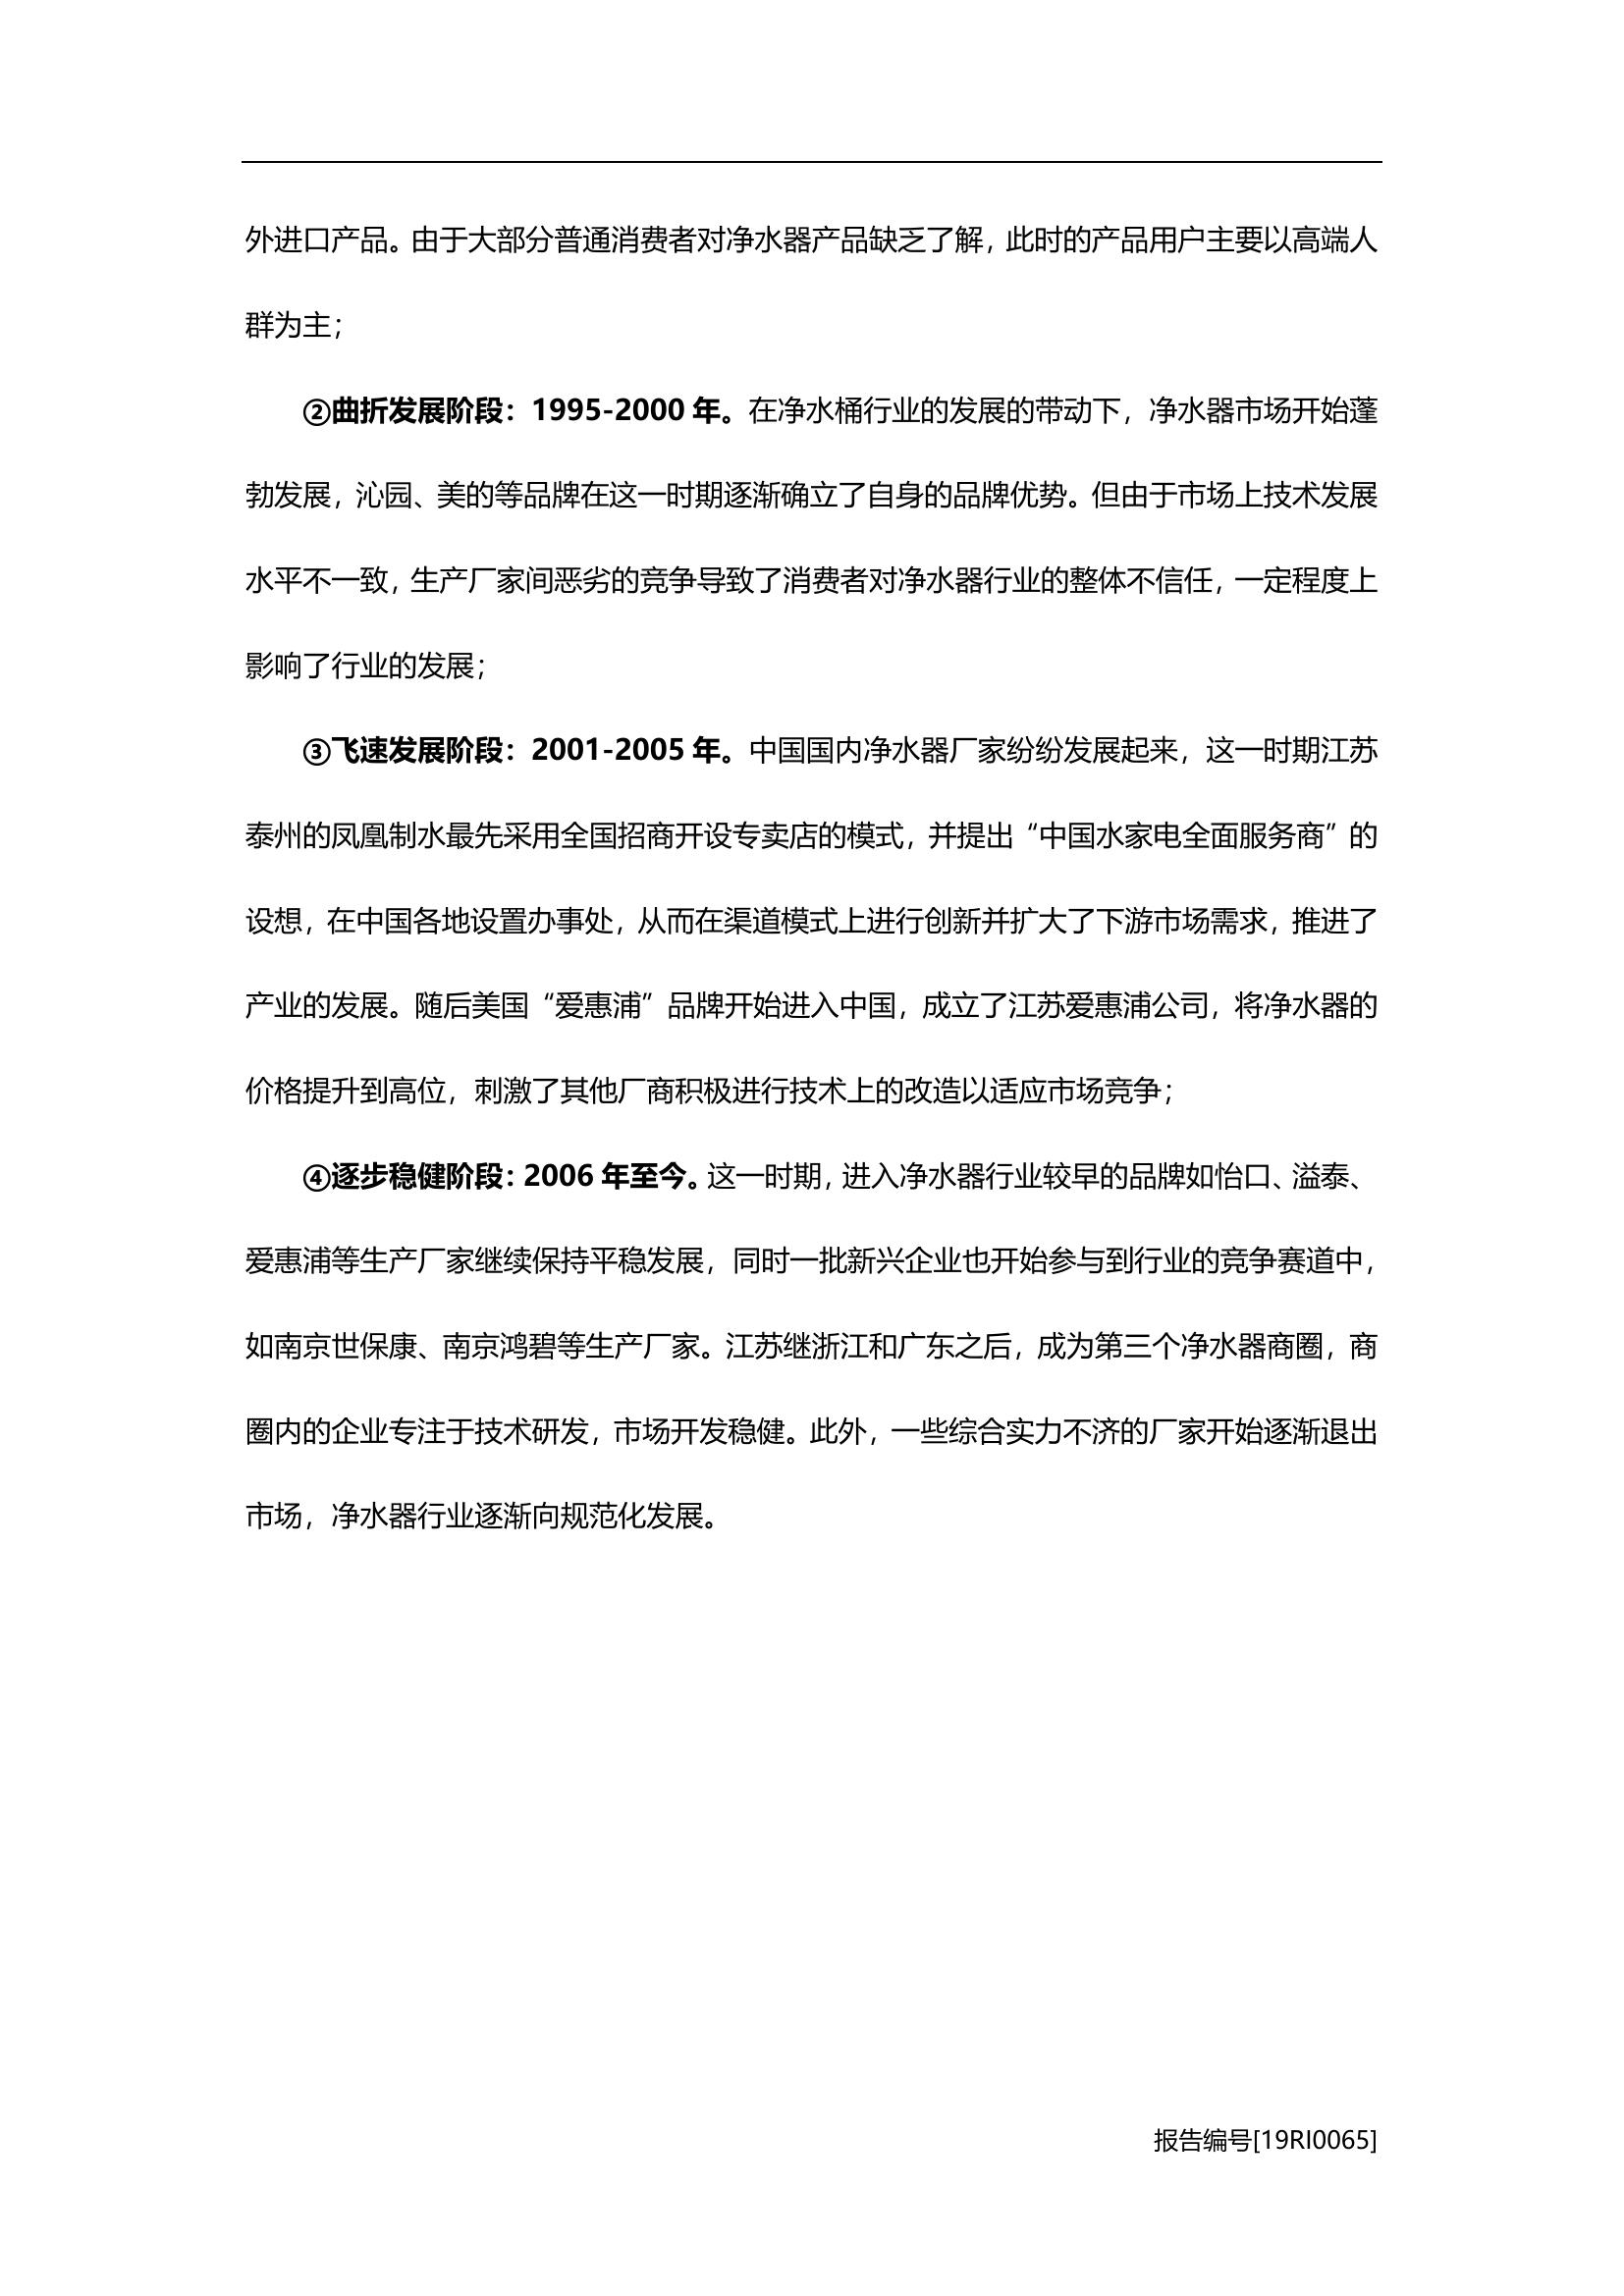 外进口产品。由于大部分普通消费者对净水器产品缺乏了解，此时的产品用户主要以高端人
群为主；
②曲折发展阶段：1995-2000 年。在净水桶行业的发展的带动下，净水器市场开始蓬
勃发展，沁园、美的等品牌在这一时期逐渐确立了自身的品牌优势。但由于市场上技术发展
水平不一致，生产厂家间恶劣的竞争导致了消费者对净水器行业的整体不信任，一定程度上
影响了行业的发展；
③飞速发展阶段：2001-2005 年。中国国内净水器厂家纷纷发展起来，这一时期江苏
泰州的凤凰制水最先采用全国招商开设专卖店的模式，并提出“中国水家电全面服务商”的
设想，在中国各地设置办事处，从而在渠道模式上进行创新并扩大了下游市场需求，推进了
产业的发展。随后美国“爱惠浦”品牌开始进入中国，成立了江苏爱惠浦公司，将净水器的
价格提升到高位，刺激了其他厂商积极进行技术上的改造以适应市场竞争；
④逐步稳健阶段：2006 年至今。这一时期，进入净水器行业较早的品牌如怡口、溢泰、
爱惠浦等生产厂家继续保持平稳发展，同时一批新兴企业也开始参与到行业的竞争赛道中，
如南京世保康、南京鸿碧等生产厂家。江苏继浙江和广东之后，成为第三个净水器商圈，商
圈内的企业专注于技术研发，市场开发稳健。此外，一些综合实力不济的厂家开始逐渐退出
市场，净水器行业逐渐向规范化发展。
报告编号[19RI0065]